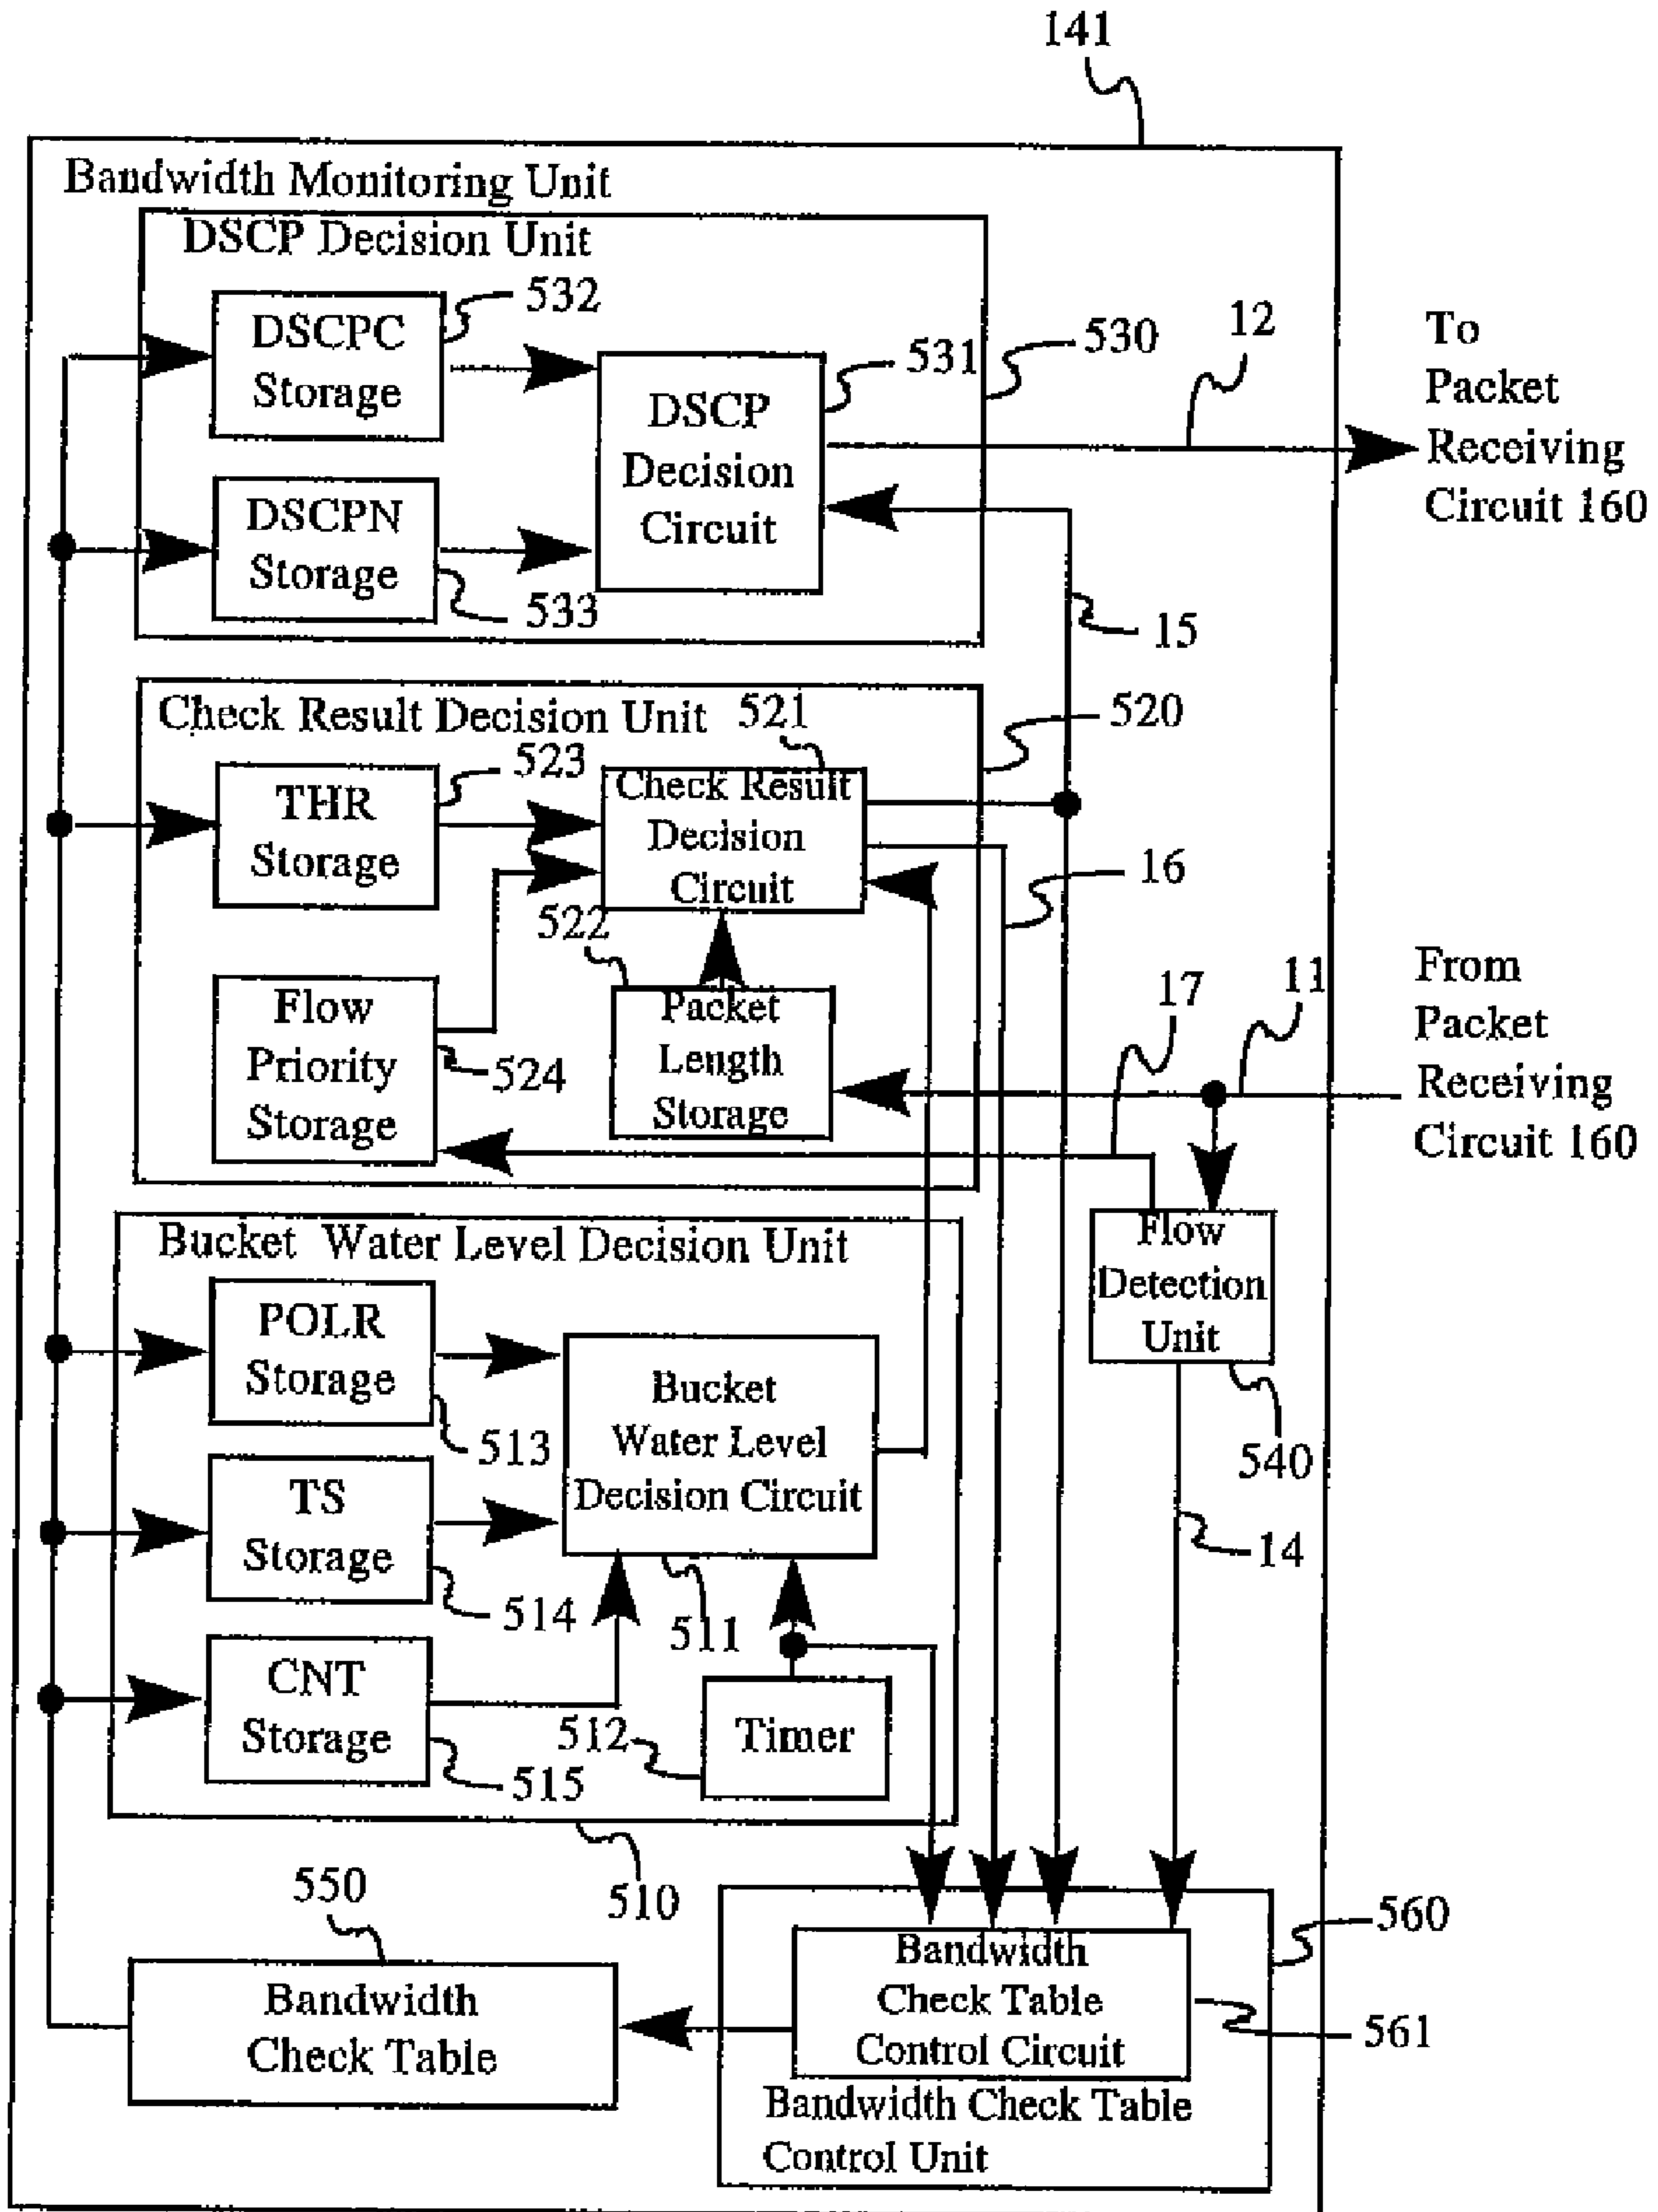 141
Bandwidth Monitoring Unit
DSCP Decision Unit
532
DSCPC
Storage
531
530
12
To
Packet
Receiving
Circuit 160
DSCP
Decision
Circuit
DSCPN
Storage
533
15
Check Result Decision Unit
521
520
523
THR
Storage
Check Result
Decision
Circuit
16
522
Flow
Priority
Storage
524
Packet
Length
Storage
17
11
From
Packet
Receiving
Circuit 160
Bucket Water Level Decision Unit
Flow
Detection
Unit
540
POLR
Storage
513
Bucket
Water Level
Decision Circuit
TS
Storage
514
511
14
CNT
Storage
515
512
Timer
510
550
Bandwidth
Check Table
560
Bandwidth
Check Table
Control Circuit
561
Bandwidth Check Table
Control Unit